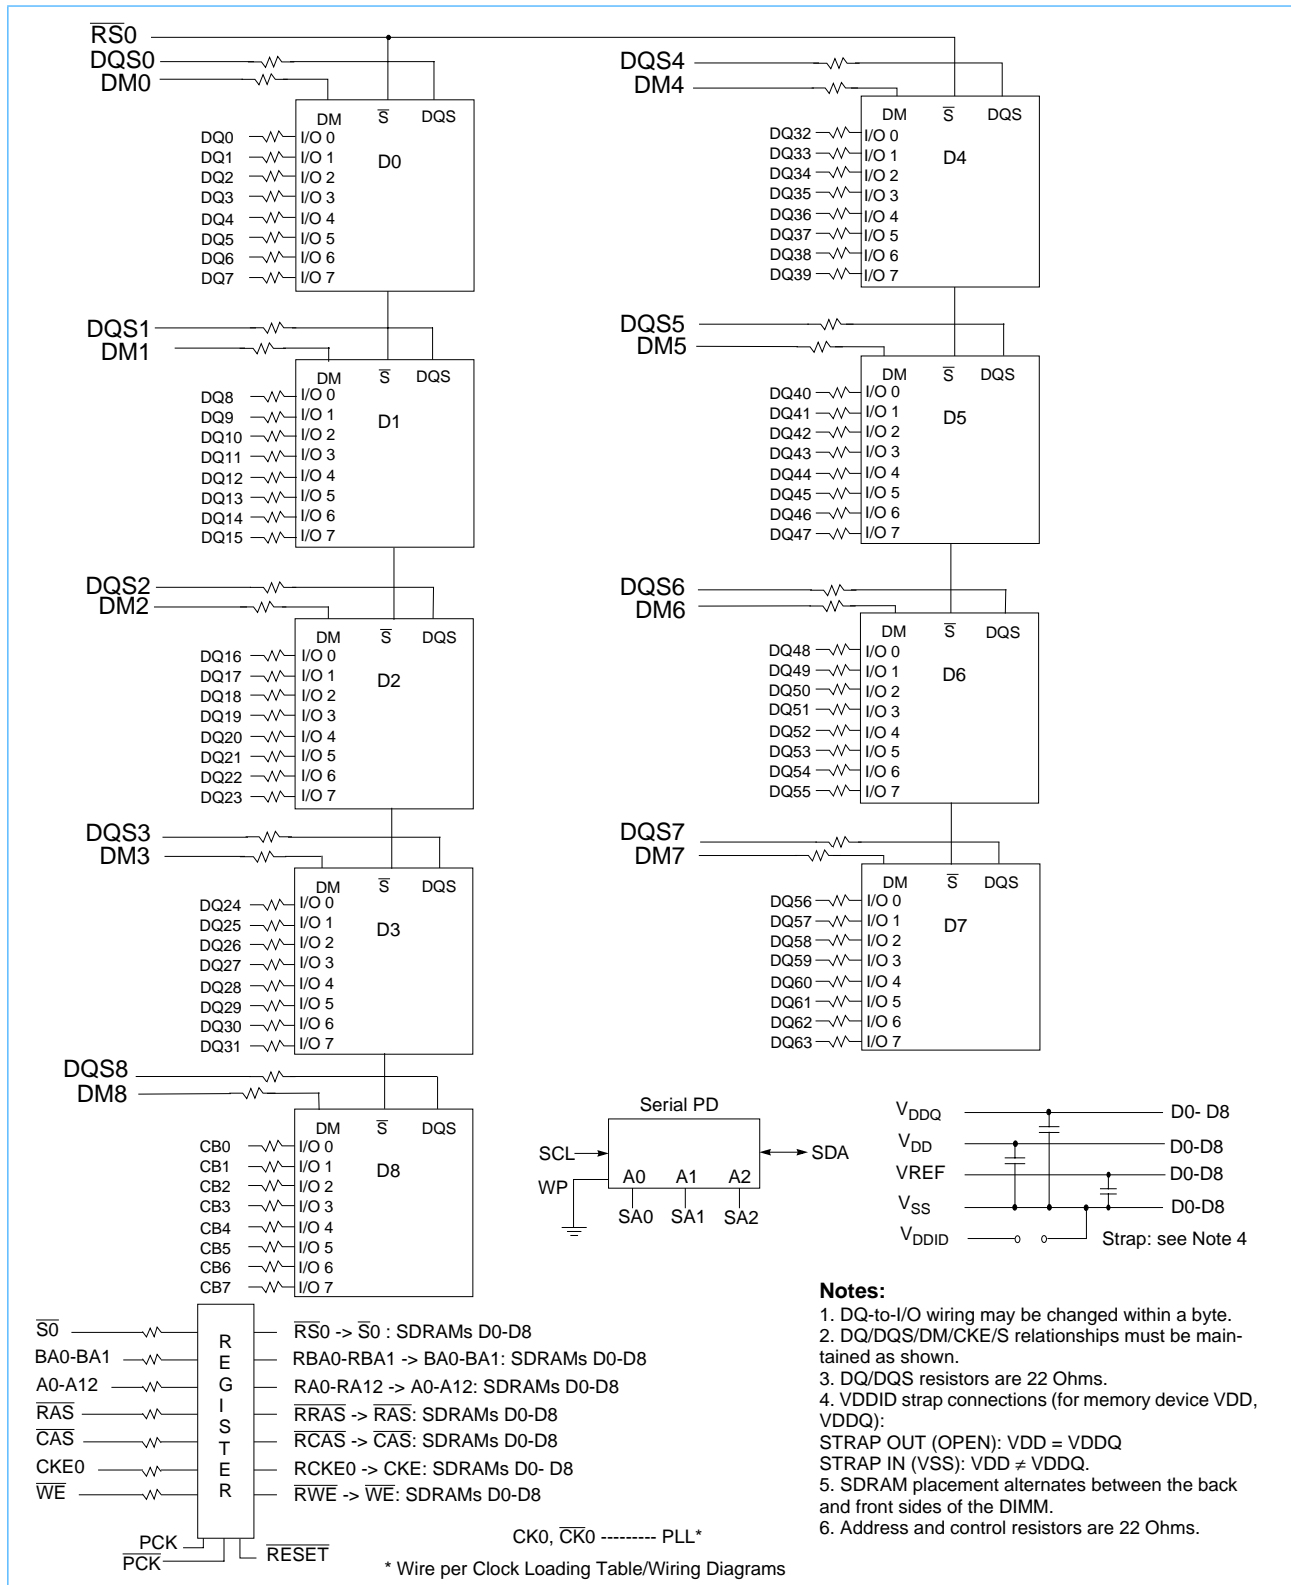 R̅S̅0
DQS0
DM0
DM S̅ DQS
D0
DQ0 I/O 0
DQ1 I/O 1
DQ2 I/O 2
DQ3 I/O 3
DQ4 I/O 4
DQ5 I/O 5
DQ6 I/O 6
DQ7 I/O 7
DQS1
DM1
DM S̅ DQS
D1
DQ8 I/O 0
DQ9 I/O 1
DQ10 I/O 2
DQ11 I/O 3
DQ12 I/O 4
DQ13 I/O 5
DQ14 I/O 6
DQ15 I/O 7
DQS2
DM2
DM S̅ DQS
D2
DQ16 I/O 0
DQ17 I/O 1
DQ18 I/O 2
DQ19 I/O 3
DQ20 I/O 4
DQ21 I/O 5
DQ22 I/O 6
DQ23 I/O 7
DQS3
DM3
DM S̅ DQS
D3
DQ24 I/O 0
DQ25 I/O 1
DQ26 I/O 2
DQ27 I/O 3
DQ28 I/O 4
DQ29 I/O 5
DQ30 I/O 6
DQ31 I/O 7
DQS8
DM8
DM S̅ DQS
D8
CB0 I/O 0
CB1 I/O 1
CB2 I/O 2
CB3 I/O 3
CB4 I/O 4
CB5 I/O 5
CB6 I/O 6
CB7 I/O 7
DQS4
DM4
DM S̅ DQS
D4
DQ32 I/O 0
DQ33 I/O 1
DQ34 I/O 2
DQ35 I/O 3
DQ36 I/O 4
DQ37 I/O 5
DQ38 I/O 6
DQ39 I/O 7
DQS5
DM5
DM S̅ DQS
D5
DQ40 I/O 0
DQ41 I/O 1
DQ42 I/O 2
DQ43 I/O 3
DQ44 I/O 4
DQ45 I/O 5
DQ46 I/O 6
DQ47 I/O 7
DQS6
DM6
DM S̅ DQS
D6
DQ48 I/O 0
DQ49 I/O 1
DQ50 I/O 2
DQ51 I/O 3
DQ52 I/O 4
DQ53 I/O 5
DQ54 I/O 6
DQ55 I/O 7
DQS7
DM7
DM S̅ DQS
D7
DQ56 I/O 0
DQ57 I/O 1
DQ58 I/O 2
DQ59 I/O 3
DQ60 I/O 4
DQ61 I/O 5
DQ62 I/O 6
DQ63 I/O 7
Serial PD
SCL SDA
WP A0 A1 A2
SA0 SA1 SA2
VDDQ D0- D8
VDD D0-D8
VREF D0-D8
VSS D0-D8
VDDID Strap: see Note 4
REGISTER
S̅0̅ R̅S̅0 -> S̅0 : SDRAMs D0-D8
BA0-BA1 RBA0-RBA1 -> BA0-BA1: SDRAMs D0-D8
A0-A12 RA0-RA12 -> A0-A12: SDRAMs D0-D8
R̅A̅S̅ R̅R̅A̅S̅ -> R̅A̅S̅: SDRAMs D0-D8
C̅A̅S̅ R̅C̅A̅S̅ -> C̅A̅S̅: SDRAMs D0-D8
CKE0 RCKE0 -> CKE: SDRAMs D0- D8
W̅E̅ R̅W̅E̅ -> W̅E̅: SDRAMs D0-D8
PCK
P̅C̅K̅
R̅E̅S̅E̅T̅
CK0, C̅K̅0 --------- PLL*
* Wire per Clock Loading Table/Wiring Diagrams
Notes:
1. DQ-to-I/O wiring may be changed within a byte.
2. DQ/DQS/DM/CKE/S relationships must be main-
tained as shown.
3. DQ/DQS resistors are 22 Ohms.
4. VDDID strap connections (for memory device VDD,
VDDQ):
STRAP OUT (OPEN): VDD = VDDQ
STRAP IN (VSS): VDD ≠ VDDQ.
5. SDRAM placement alternates between the back
and front sides of the DIMM.
6. Address and control resistors are 22 Ohms.